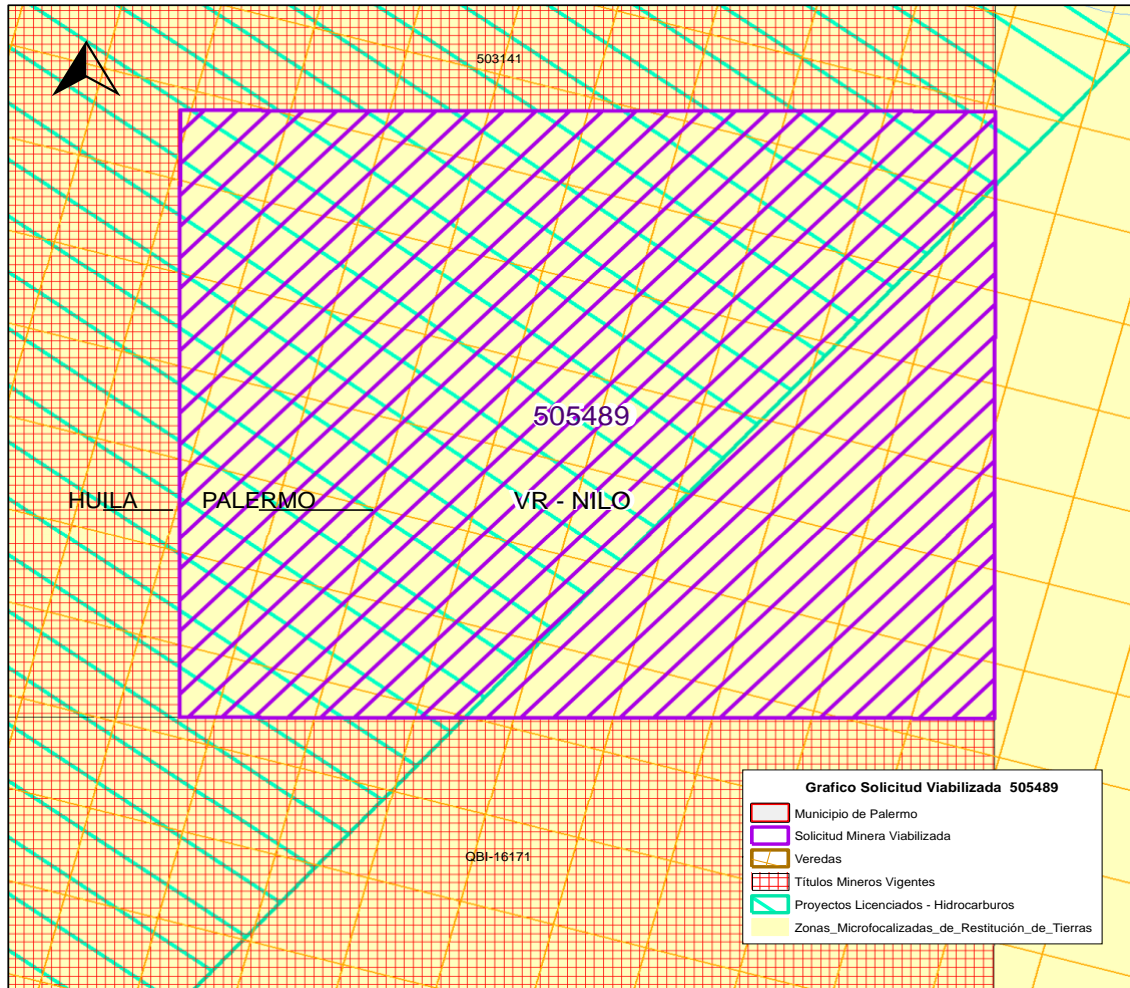 503141
505489
HUILA
PALERMO
VR - NILO
QBI-16171
Grafico Solicitud Viabilizada 505489
Municipio de Palermo
Solicitud Minera Viabilizada
Veredas
Títulos Mineros Vigentes
Proyectos Licenciados - Hidrocarburos
Zonas_Microfocalizadas_de_Restitución_de_Tierras